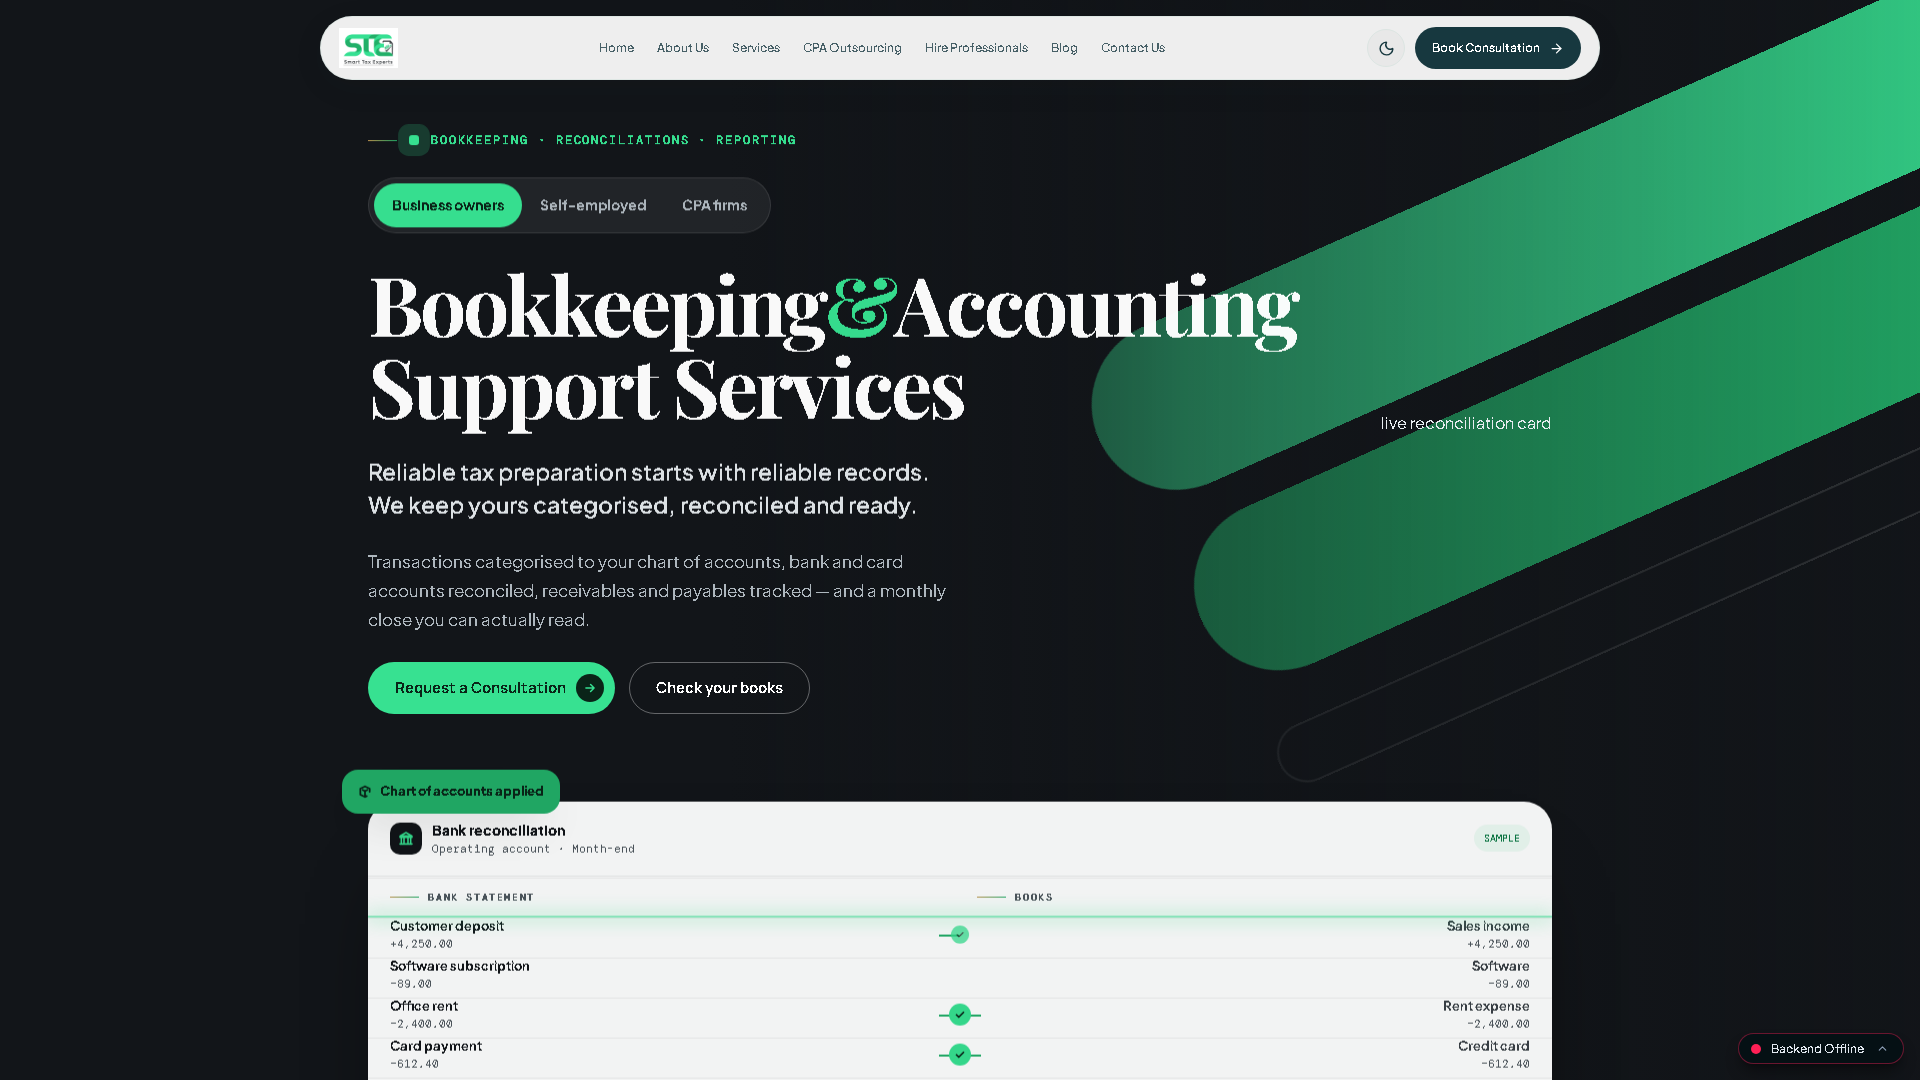 STE
Smart Tax Experts
Home
About Us
Services
CPA Outsourcing
Hire Professionals
Blog
Contact Us
Book Consultation
BOOKKEEPING · RECONCILIATIONS · REPORTING
Business owners
Self-employed
CPA firms
Bookkeeping&Accounting
Support Services
live reconciliation card
Reliable tax preparation starts with reliable records.
We keep yours categorised, reconciled and ready.
Transactions categorised to your chart of accounts, bank and card
accounts reconciled, receivables and payables tracked — and a monthly
close you can actually read.
Request a Consultation
Check your books
Chart of accounts applied
Bank reconciliation
Operating account · Month-end
SAMPLE
BANK STATEMENT
BOOKS
Customer deposit
+4,250.00
Sales income
+4,250.00
Software subscription
-89.00
Software
-89.00
Office rent
-2,400.00
Rent expense
-2,400.00
Card payment
-612.40
Credit card
-612.40
Backend Offline